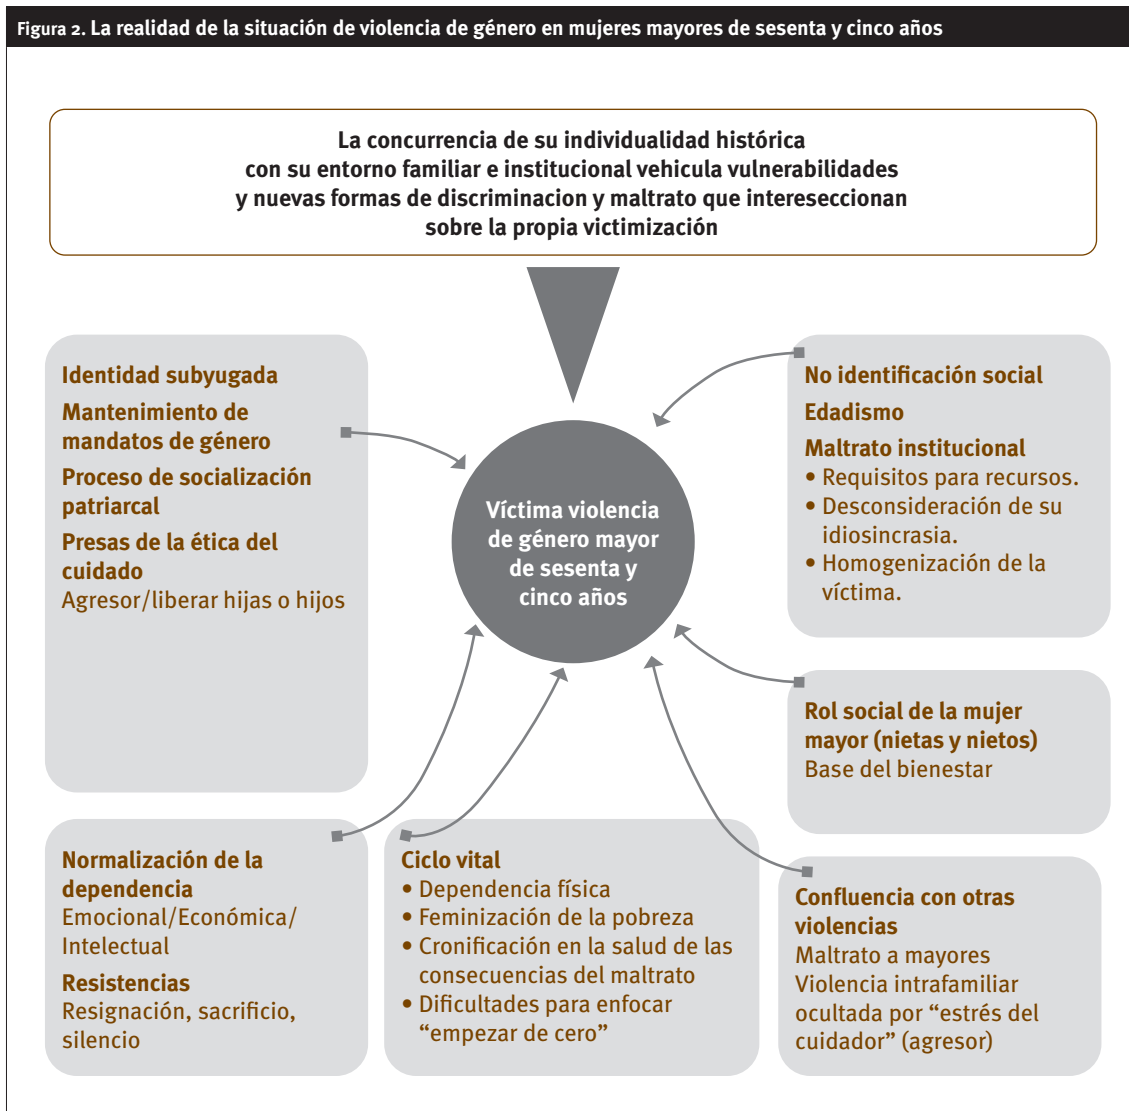 Figura 2. La realidad de la situación de violencia de género en mujeres mayores de sesenta y cinco años
La concurrencia de su individualidad histórica
con su entorno familiar e institucional vehicula vulnerabilidades
y nuevas formas de discriminacion y maltrato que intereseccionan
sobre la propia victimización
Identidad subyugada
Mantenimiento de
mandatos de género
Proceso de socialización
patriarcal
Presas de la ética del
cuidado
Agresor/liberar hijas o hijos
Víctima violencia
de género mayor
de sesenta y
cinco años
No identificación social
Edadismo
Maltrato institucional
• Requisitos para recursos.
• Desconsideración de su
idiosincrasia.
• Homogenización de la
víctima.
Rol social de la mujer
mayor (nietas y nietos)
Base del bienestar
Normalización de la
dependencia
Emocional/Económica/
Intelectual
Resistencias
Resignación, sacrificio,
silencio
Ciclo vital
• Dependencia física
• Feminización de la pobreza
• Cronificación en la salud de las
consecuencias del maltrato
• Dificultades para enfocar
“empezar de cero”
Confluencia con otras
violencias
Maltrato a mayores
Violencia intrafamiliar
ocultada por “estrés del
cuidador” (agresor)